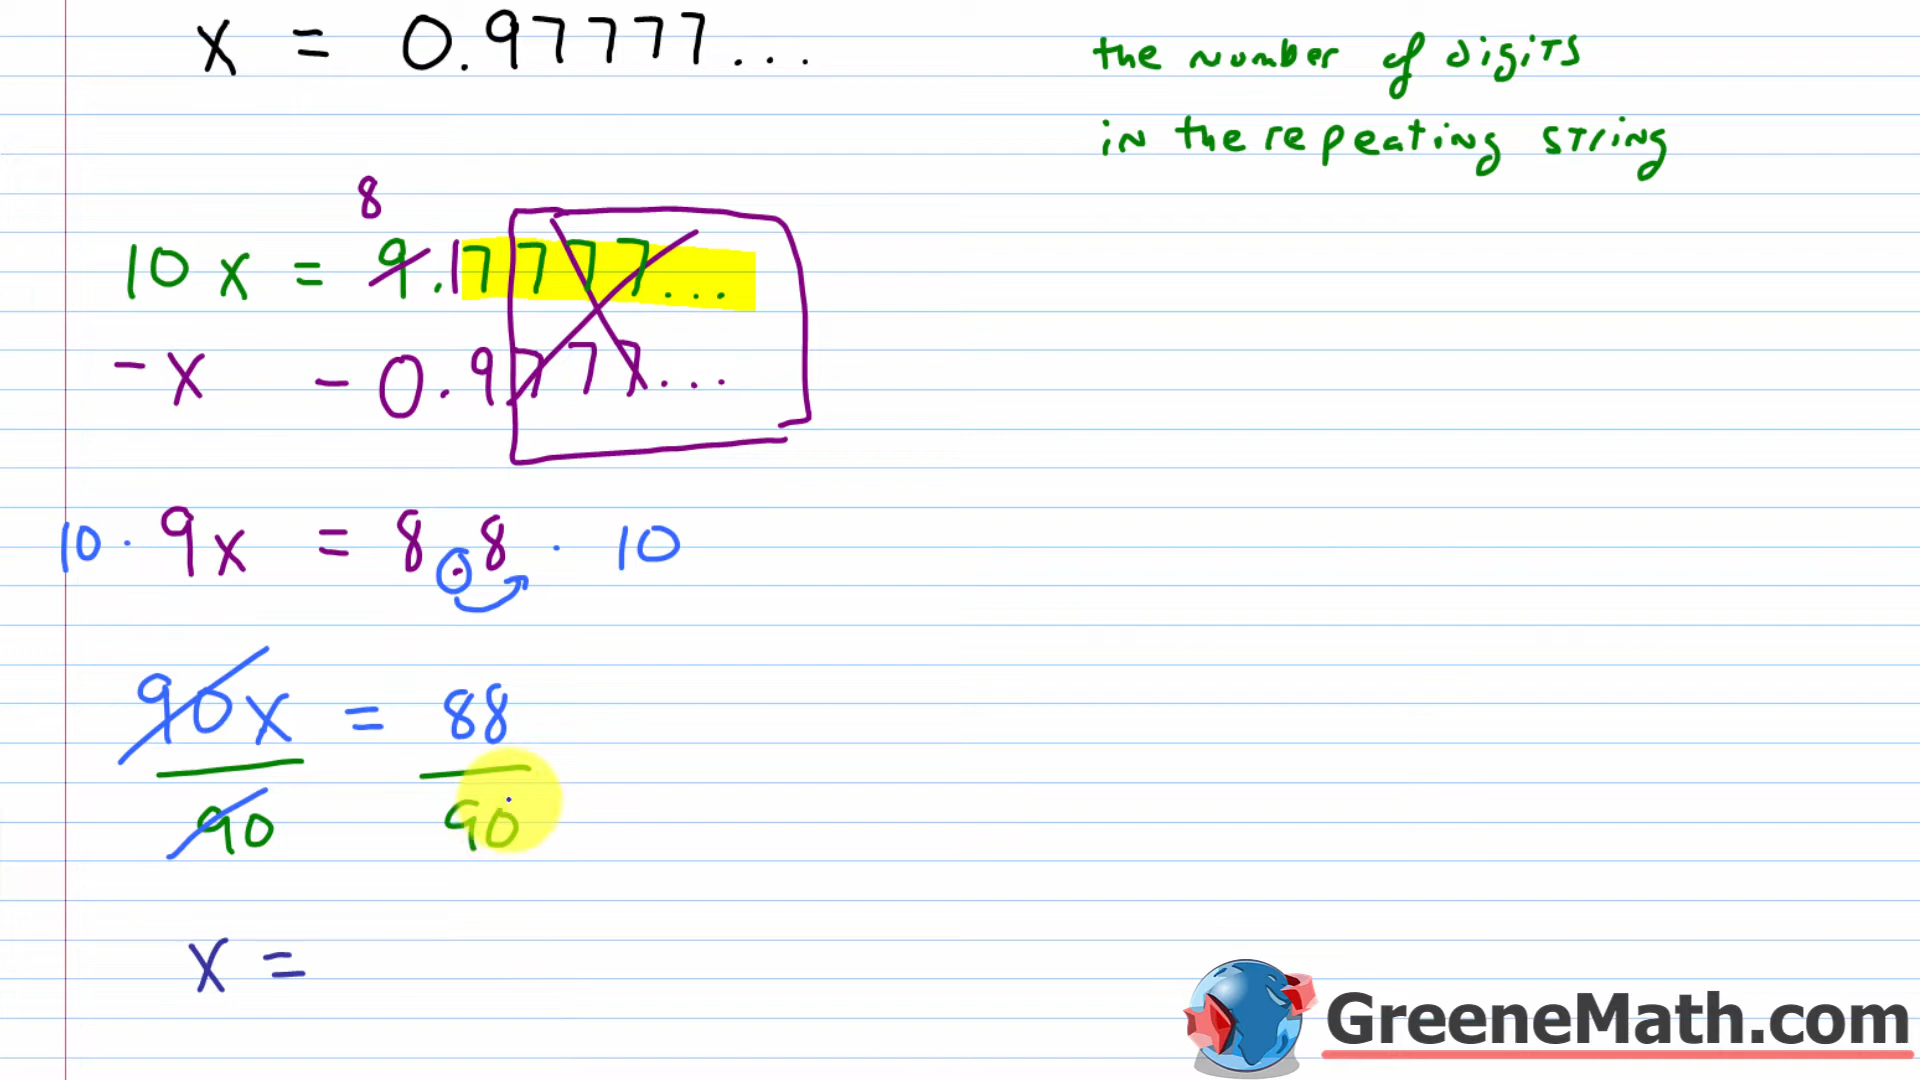 x = 0.97777...
the number of digits
in the repeating string
8
10x = 9.17777...
-x - 0.9777...
10 · 9x = 8.8 · 10
90x = 88
90 90
x =
GreeneMath.com